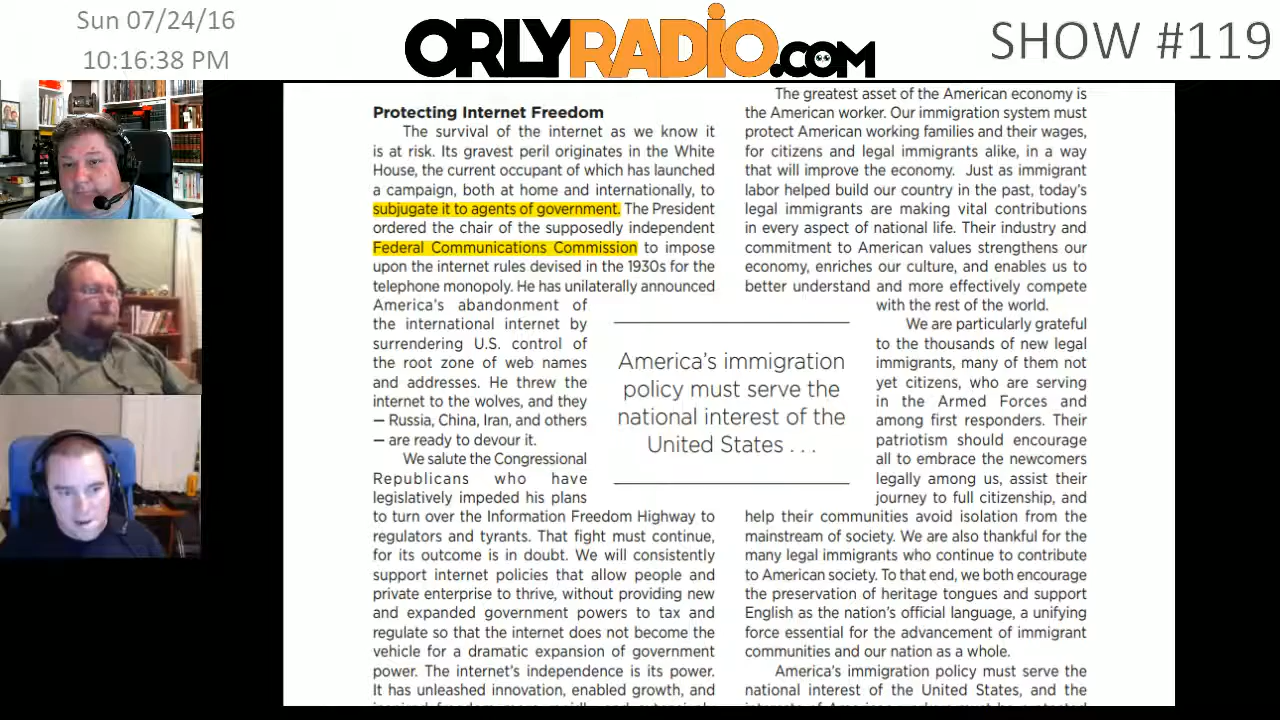 Sun 07/24/16
10:16:38 PM
ORLYRADiO.COM
SHOW #119
Protecting Internet Freedom
The survival of the internet as we know it
is at risk. Its gravest peril originates in the White
House, the current occupant of which has launched
a campaign, both at home and internationally, to
subjugate it to agents of government. The President
ordered the chair of the supposedly independent
Federal Communications Commission to impose
upon the internet rules devised in the 1930s for the
telephone monopoly. He has unilaterally announced
America's abandonment of
the international internet by
surrendering U.S. control of
the root zone of web names
and addresses. He threw the
internet to the wolves, and they
— Russia, China, Iran, and others
— are ready to devour it.
We salute the Congressional
Republicans who have
legislatively impeded his plans
to turn over the Information Freedom Highway to
regulators and tyrants. That fight must continue,
for its outcome is in doubt. We will consistently
support internet policies that allow people and
private enterprise to thrive, without providing new
and expanded government powers to tax and
regulate so that the internet does not become the
vehicle for a dramatic expansion of government
power. The internet's independence is its power.
It has unleashed innovation, enabled growth, and
America's immigration
policy must serve the
national interest of the
United States . . .
The greatest asset of the American economy is
the American worker. Our immigration system must
protect American working families and their wages,
for citizens and legal immigrants alike, in a way
that will improve the economy. Just as immigrant
labor helped build our country in the past, today's
legal immigrants are making vital contributions
in every aspect of national life. Their industry and
commitment to American values strengthens our
economy, enriches our culture, and enables us to
better understand and more effectively compete
with the rest of the world.
We are particularly grateful
to the thousands of new legal
immigrants, many of them not
yet citizens, who are serving
in the Armed Forces and
among first responders. Their
patriotism should encourage
all to embrace the newcomers
legally among us, assist their
journey to full citizenship, and
help their communities avoid isolation from the
mainstream of society. We are also thankful for the
many legal immigrants who continue to contribute
to American society. To that end, we both encourage
the preservation of heritage tongues and support
English as the nation's official language, a unifying
force essential for the advancement of immigrant
communities and our nation as a whole.
America's immigration policy must serve the
national interest of the United States, and the